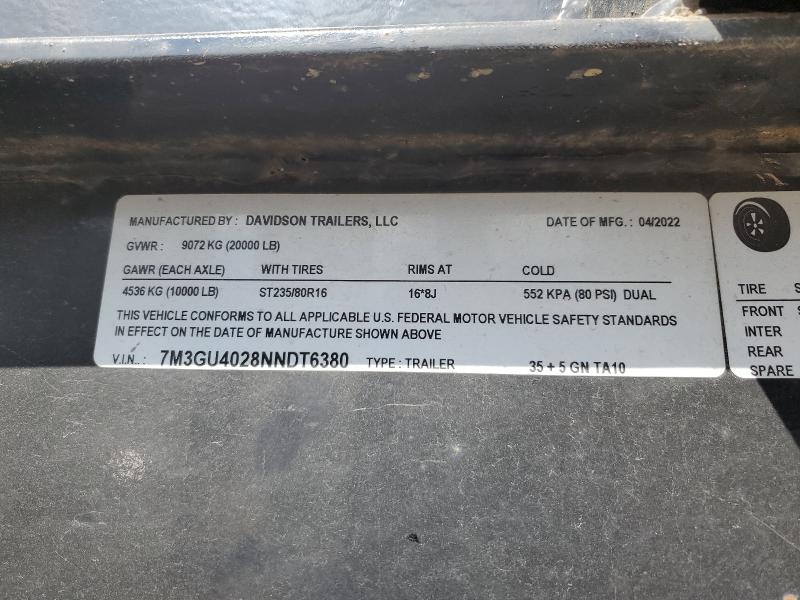 MANUFACTURED BY : DAVIDSON TRAILERS, LLC DATE OF MFG. : 04/2022
GVWR : 9072 KG (20000 LB)
GAWR (EACH AXLE) WITH TIRES RIMS AT COLD
4536 KG (10000 LB) ST235/80R16 16*8J 552 KPA (80 PSI) DUAL
THIS VEHICLE CONFORMS TO ALL APPLICABLE U.S. FEDERAL MOTOR VEHICLE SAFETY STANDARDS
IN EFFECT ON THE DATE OF MANUFACTURE SHOWN ABOVE
V.I.N.. : 7M3GU4028NNDT6380 TYPE : TRAILER 35 + 5 GN TA10
TIRE S
FRONT S
INTER
REAR
SPARE